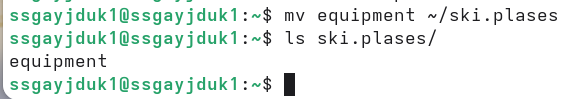 ssgayjduk1@ssgayjduk1:~$ mv equipment ~/ski.plases
ssgayjduk1@ssgayjduk1:~$ ls ski.plases/
equipment
ssgayjduk1@ssgayjduk1:~$